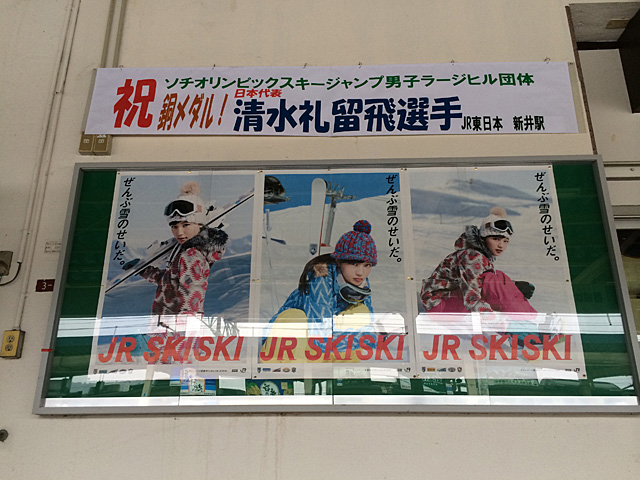 祝
ソチオリンピックスキージャンプ男子ラージヒル団体
銅メダル！
日本代表
清水礼留飛選手
JR東日本 新井駅
ぜんぶ雪のせいだ。
ぜんぶ雪のせいだ。
ぜんぶ雪のせいだ。
JR SKISKI
JR SKISKI
JR SKISKI
3-